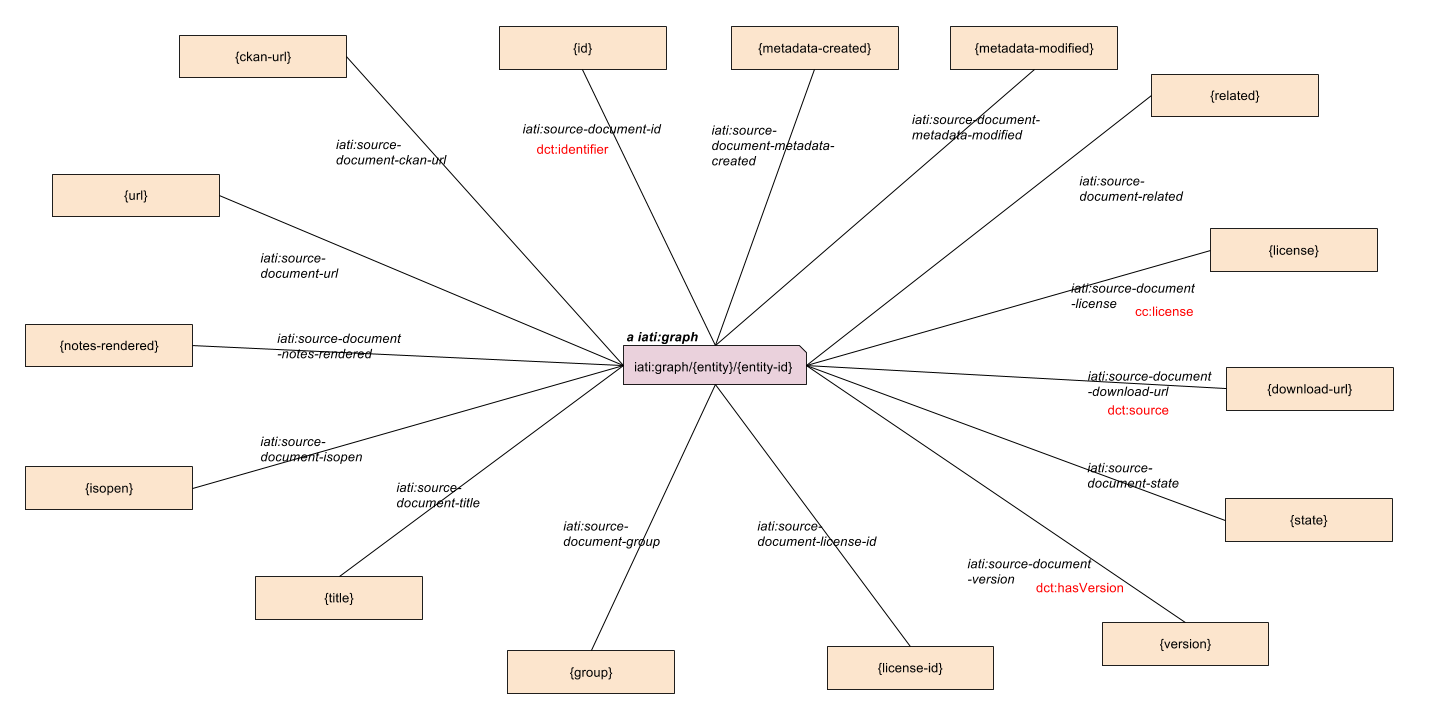 {ckan-url}
{id}
{metadata-created}
{metadata-modified}
{related}
iati:source-
document-ckan-url
iati:source-document-id
dct:identifier
iati:source-
document-metadata-
created
iati:source-document-
metadata-modified
{url}
iati:source-
document-related
iati:source-
document-url
{license}
iati:source-document
-license
cc:license
{notes-rendered}
iati:source-document
-notes-rendered
a iati:graph
iati:graph/{entity}/{entity-id}
iati:source-document
-download-url
dct:source
{download-url}
iati:source-
document-isopen
{isopen}
iati:source-
document-state
{state}
iati:source-
document-title
{title}
iati:source-
document-group
{group}
iati:source-
document-license-id
{license-id}
iati:source-document
-version
dct:hasVersion
{version}